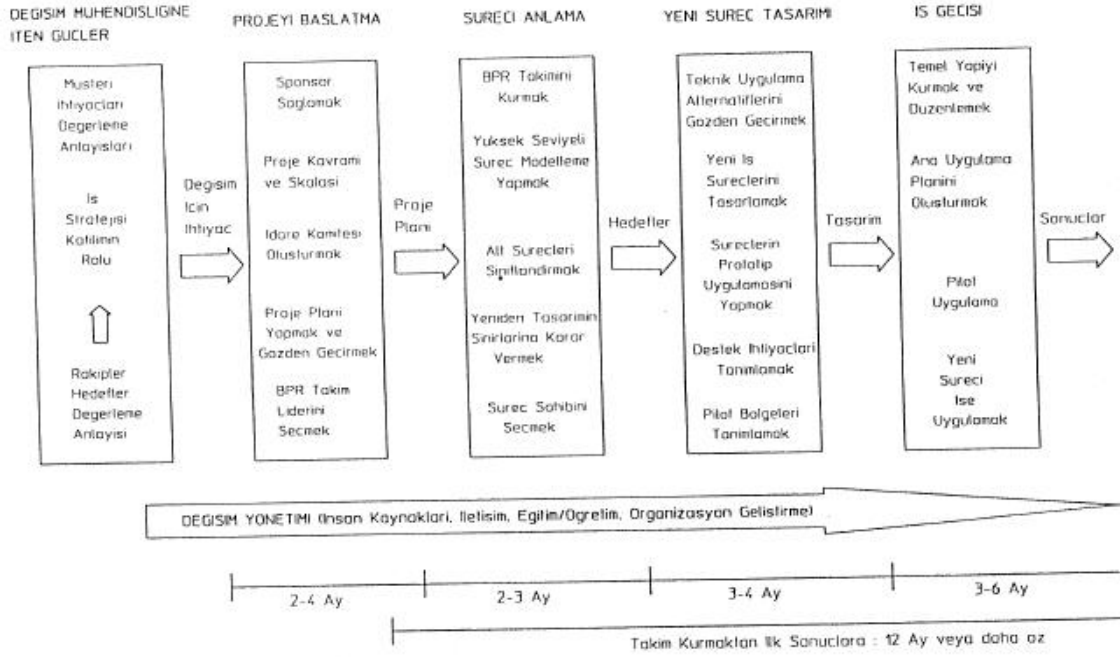 DEGISIM MUHENDISLIGINE
ITEN GUCLER
PROJEYI BASLATMA
SURECI ANLAMA
YENI SUREC TASARIMI
IS GECISI
Musteri
Ihtiyacları
Degerleme
Anlayısları
Is
Stratejisi
Katilinin
Rolu
Rakipler
Hedefler
Degerleme
Anlayisi
Degisim
Icin
Ihtiyac
Sponsor
Saglamak
Proje Kavramı
ve Skalasi
Idare Komitesi
Olusturmak
Proje Plani
Yapmak ve
Gozden Gecirmek
BPR Takim
Liderini
Secmek
Proje
Planı
BPR Takimini
Kurmak
Yuksek Seviyeli
Surec Modelleme
Yapmak
Alt Surecleri
Sınıflandirmak
Yeniden Tasarimin
Sinirlarina Karar
Vermek
Surec Sahibini
Secmek
Hedefler
Teknik Uygulama
Alternatiflerini
Gozden Gecirmek
Yeni Is
Sureclerini
Tasarlamak
Sureclerin
Prototip
Uygulamasini
Yapmak
Destek Ihtiyaclari
Tanimlamak
Pilot Bolgeleri
Tanimlamak
Tasarim
Temel Yapiyi
Kurmak ve
Duzenlemek
Ana Uygulama
Planini
Olusturmak
Pilot
Uygulama
Yeni
Sureci
Ise
Uygulamak
Sonuclar
DEGISIM YONETIMI (Insan Kaynaklari, Iletisim, Egitim/Ogretim, Organizasyon Gelistirme)
2-4 Ay
2-3 Ay
3-4 Ay
3-6 Ay
Takim Kurmaktan Ilk Sonuclara : 12 Ay veya daha az